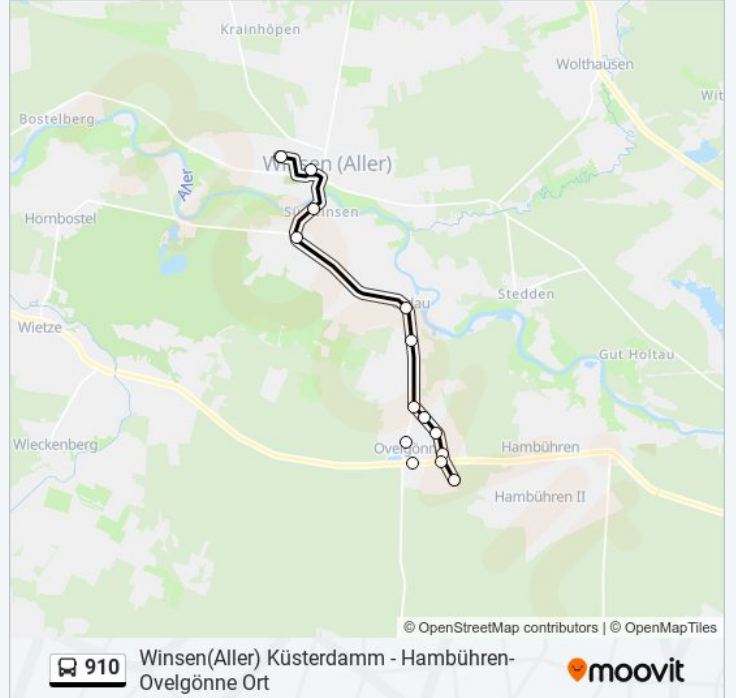 Krainhöpen
Wolthausen
Wit
Bostelberg
Winsen (Aller)
Aller
Hornbostel
Stedden
Wietze
Gut Holtau
Wieckenberg
Ovelgönne
Hambühren
Hambühren II
© OpenStreetMap contributors | © OpenMapTiles
910
Winsen(Aller) Küsterdamm - Hambühren-
Ovelgönne Ort
moovit